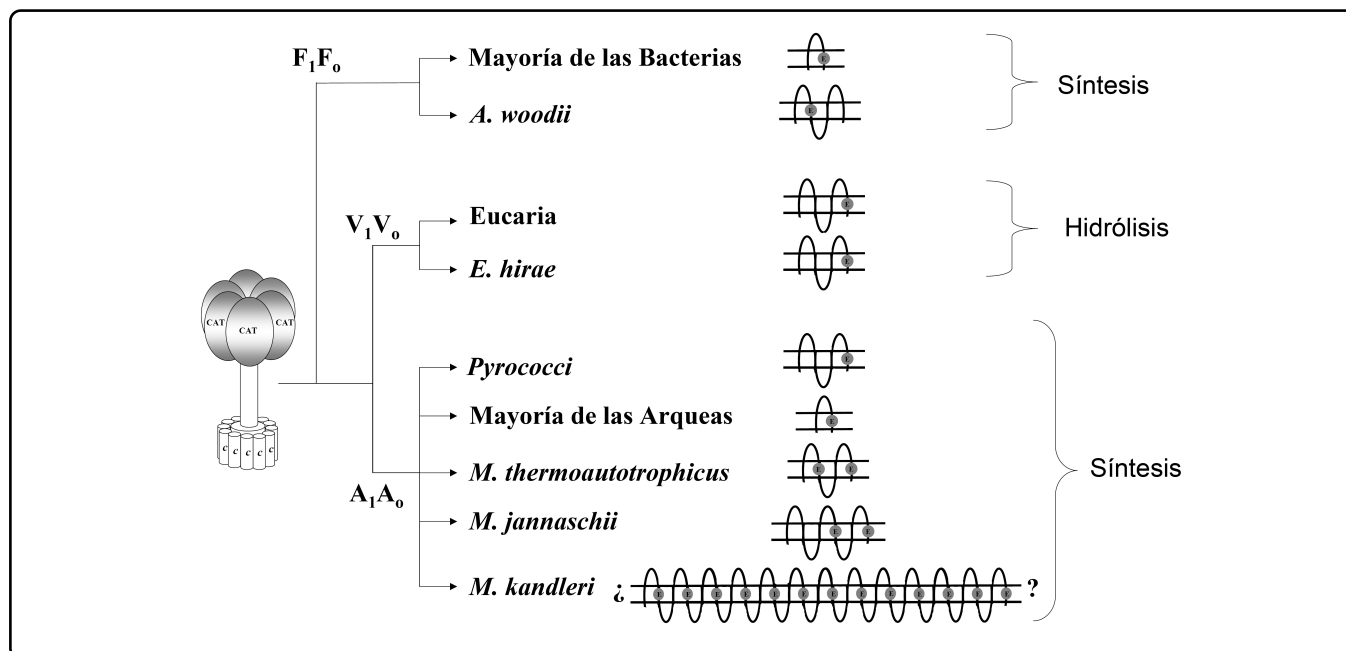 F₁Fₒ
Mayoría de las Bacterias
E
Síntesis
A. woodii
E
V₁Vₒ
Eucaria
E
Hidrólisis
E. hirae
E
CAT CAT CAT
c c c c c
Pyrococci
E
Mayoría de las Arqueas
E
A₁Aₒ
M. thermoautotrophicus
E E
Síntesis
M. jannaschii
E E
M. kandleri ¿ E E E E E E E E E E E E E ?